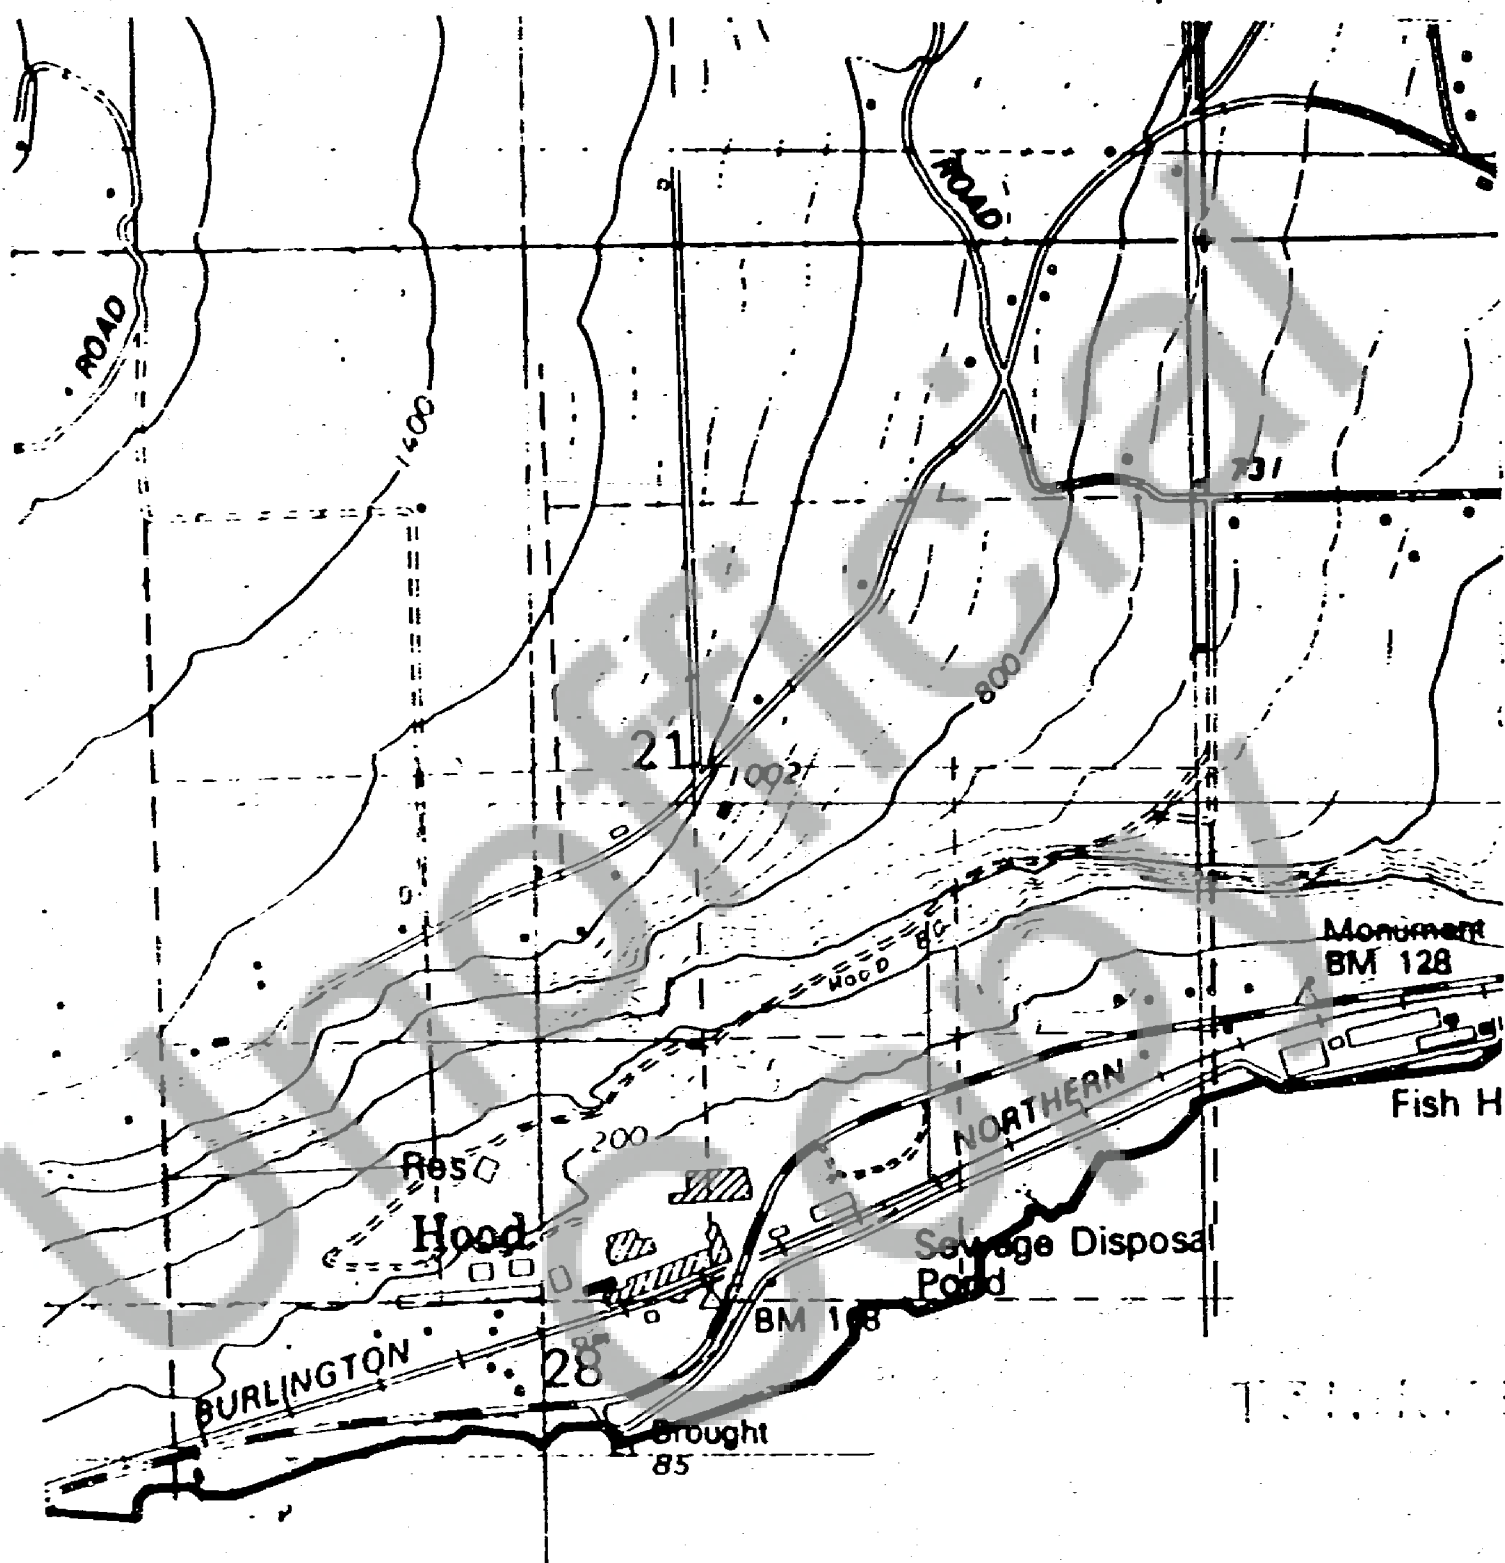 ROAD
ROAD
1400
731
800
21
1002
Monument
BM 128
HOOD
NORTHERN
Fish H
200
Res
Hood
Sewage Disposal
Pond
BM 168
BURLINGTON
28
Brought
85
Unofficial
Copy